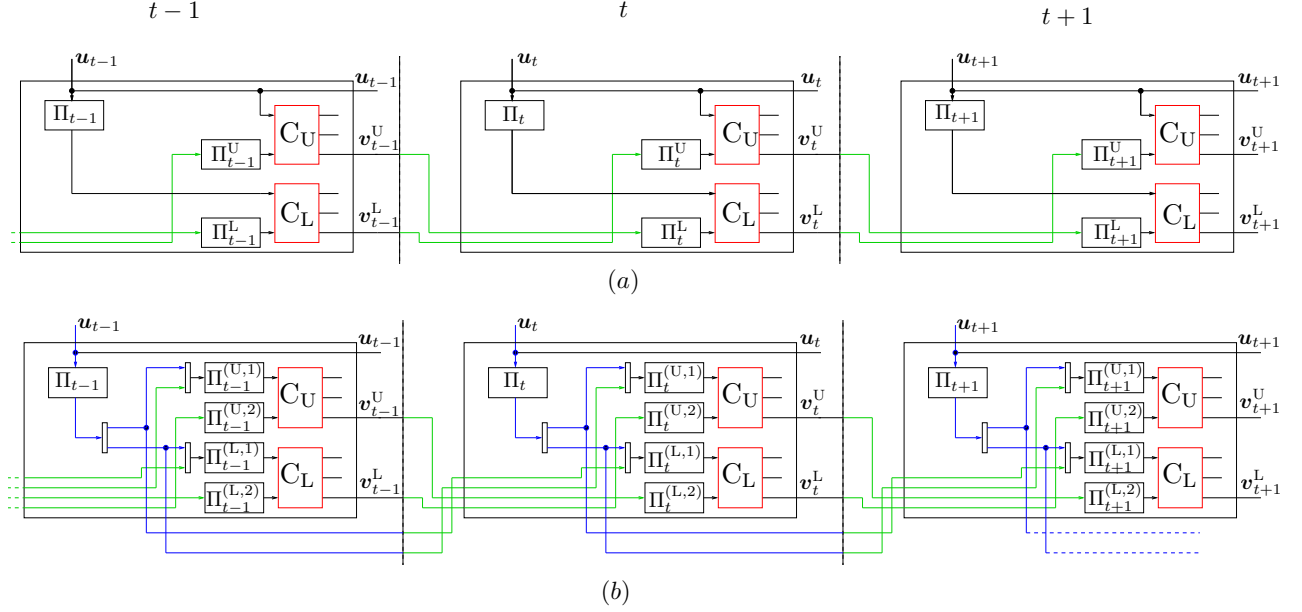 t − 1 t t + 1
u_{t−1} u_t u_{t+1}
u_{t−1} u_t u_{t+1}
Π_{t−1} C_U Π_t C_U Π_{t+1} C_U
Π^U_{t−1} v^U_{t−1} Π^U_t v^U_t Π^U_{t+1} v^U_{t+1}
C_L C_L C_L
Π^L_{t−1} v^L_{t−1} Π^L_t v^L_t Π^L_{t+1} v^L_{t+1}
(a)
u_{t−1} u_t u_{t+1}
u_t u_t u_{t+1}
Π_{t−1} Π^{(U,1)}_{t−1} Π_t Π^{(U,1)}_t Π_{t+1} Π^{(U,1)}_{t+1}
C_U C_U C_U
Π^{(U,2)}_{t−1} v^U_{t−1} Π^{(U,2)}_t v^U_t Π^{(U,2)}_{t+1} v^U_{t+1}
Π^{(L,1)}_{t−1} Π^{(L,1)}_t Π^{(L,1)}_{t+1}
C_L C_L C_L
Π^{(L,2)}_{t−1} v^L_{t−1} Π^{(L,2)}_t v^L_t Π^{(L,2)}_{t+1} v^L_{t+1}
(b)